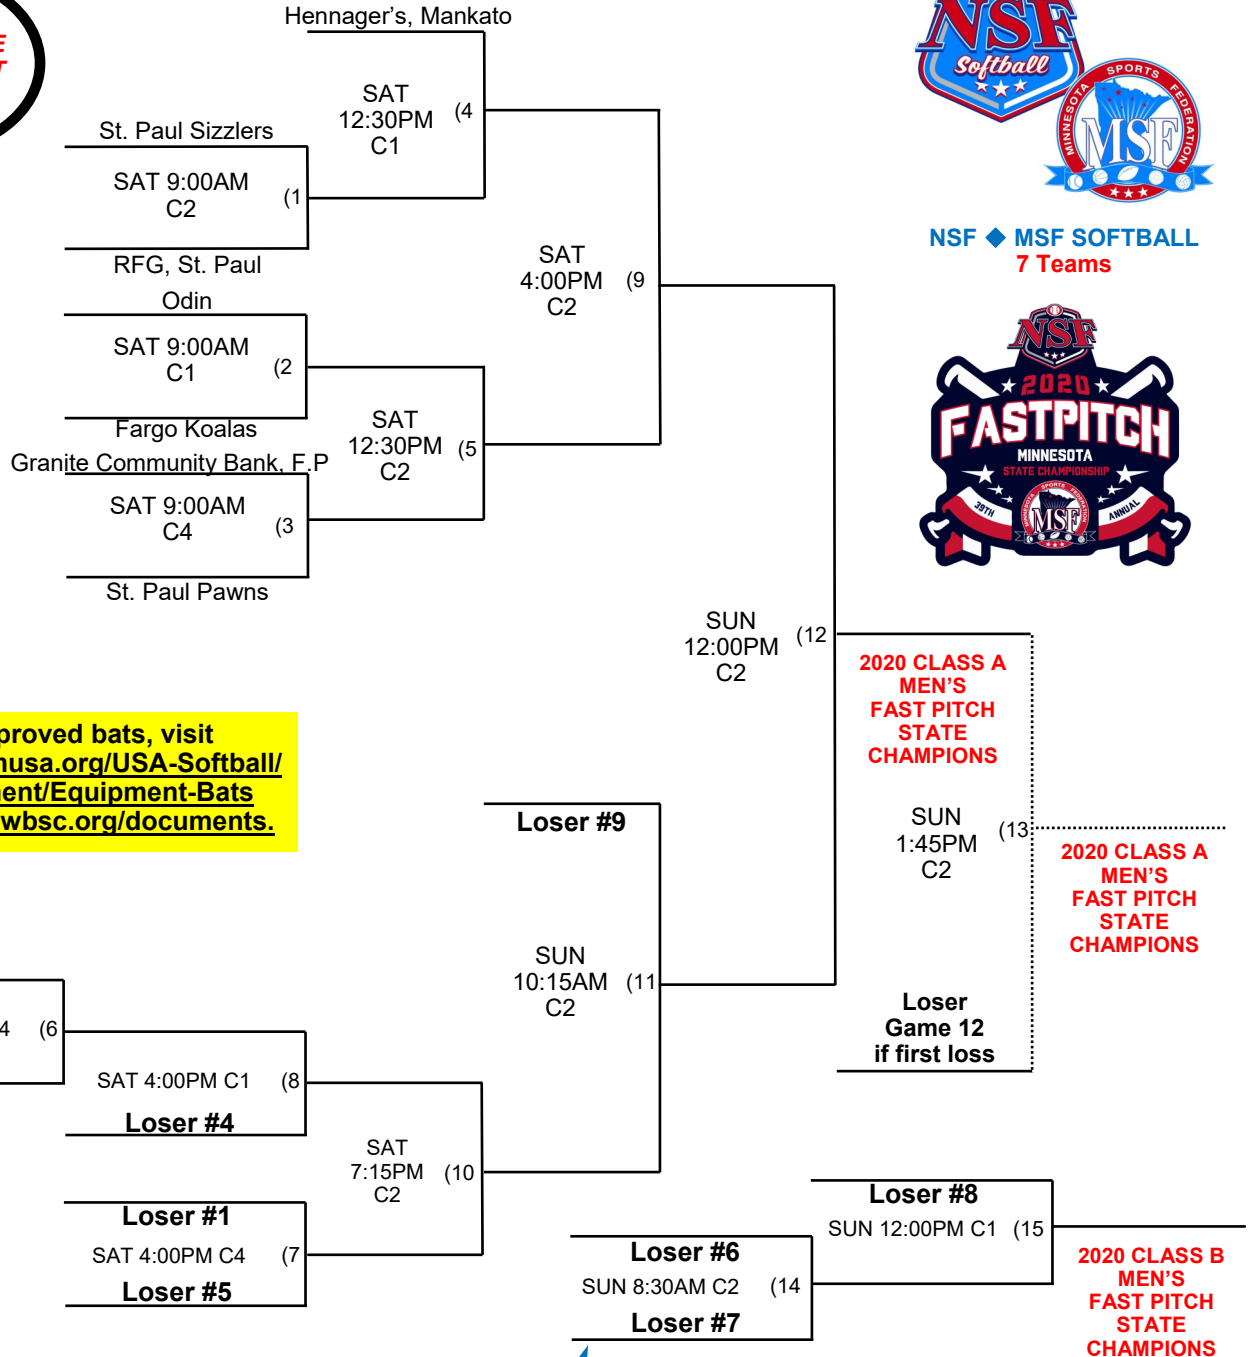 Hennager's, Mankato
SAT
12:30PM
C1
(4
St. Paul Sizzlers
SAT 9:00AM
C2
(1
RFG, St. Paul
Odin
SAT 9:00AM
C1
(2
Fargo Koalas
Granite Community Bank, F.P
SAT 9:00AM
C4
(3
St. Paul Pawns
SAT
12:30PM
C2
(5
SAT
4:00PM
C2
(9
NSF
Softball
MINNESOTA SPORTS FEDERATION
MSF
NSF ◆ MSF SOFTBALL
7 Teams
NSF
2020
FASTPITCH
MINNESOTA
STATE CHAMPIONSHIP
39TH
ANNUAL
MINNESOTA SPORTS FEDERATION
MSF
SUN
12:00PM
C2
(12
2020 CLASS A
MEN'S
FAST PITCH
STATE
CHAMPIONS
proved bats, visit
nusa.org/USA-Softball/
nent/Equipment-Bats
wbsc.org/documents.
Loser #9
SUN
1:45PM
C2
(13
2020 CLASS A
MEN'S
FAST PITCH
STATE
CHAMPIONS
SUN
10:15AM
C2
(11
Loser
Game 12
if first loss
4
(6
SAT 4:00PM C1
(8
Loser #4
SAT
7:15PM
C2
(10
Loser #1
SAT 4:00PM C4
(7
Loser #5
Loser #8
SUN 12:00PM C1
(15
Loser #6
SUN 8:30AM C2
(14
Loser #7
2020 CLASS B
MEN'S
FAST PITCH
STATE
CHAMPIONS